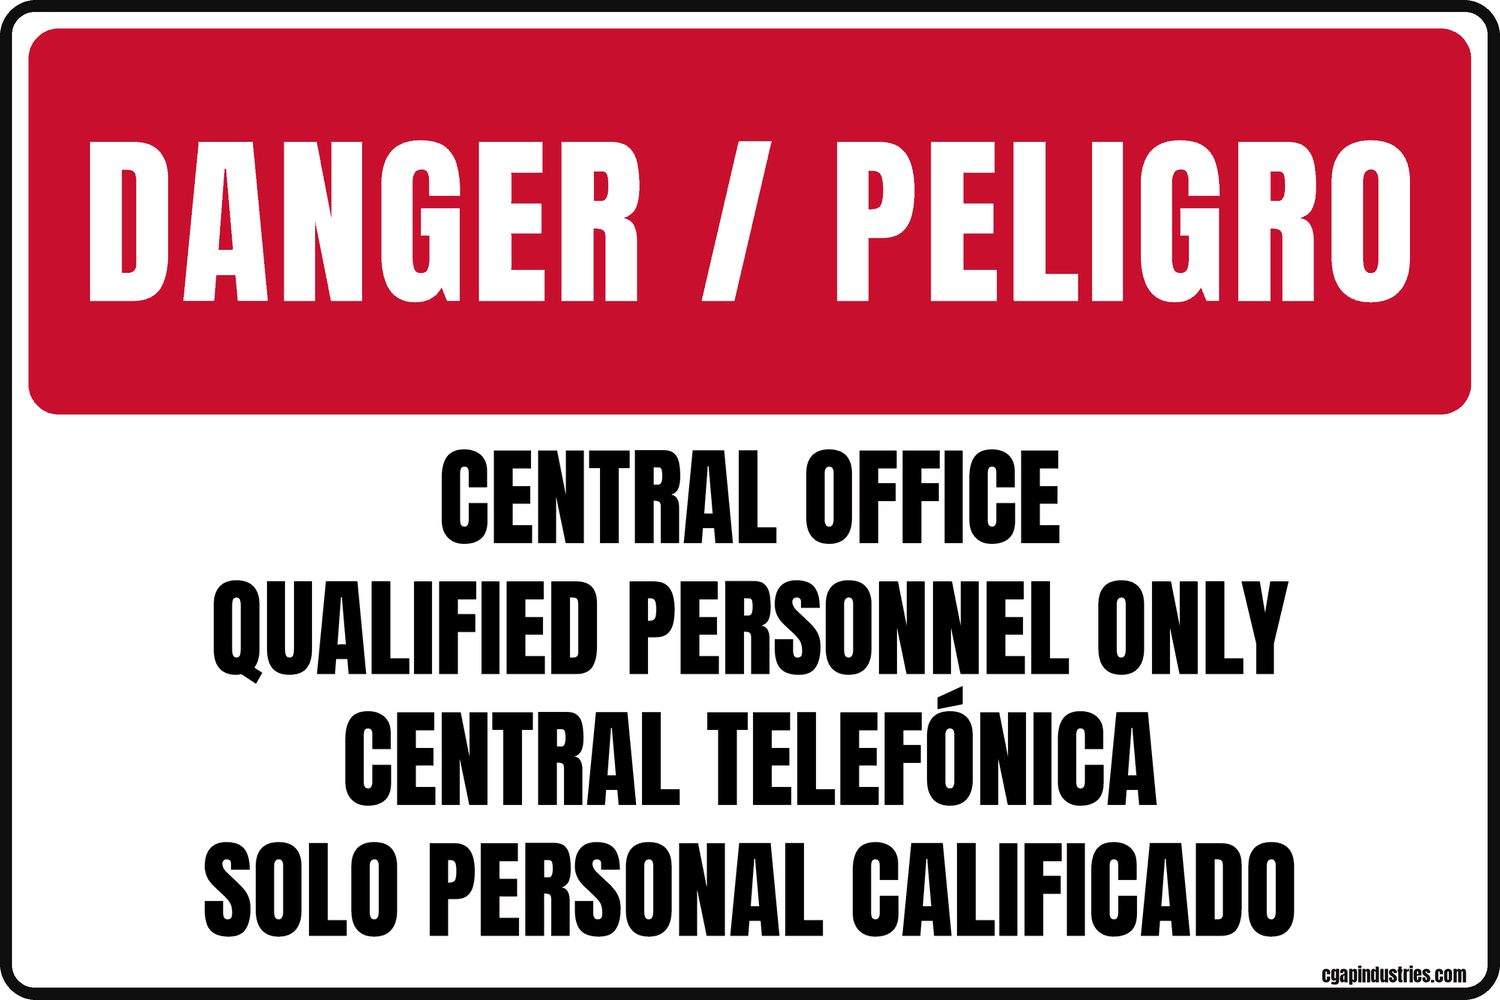 DANGER / PELIGRO
CENTRAL OFFICE
QUALIFIED PERSONNEL ONLY
CENTRAL TELEFÓNICA
SOLO PERSONAL CALIFICADO
cgapindustries.com